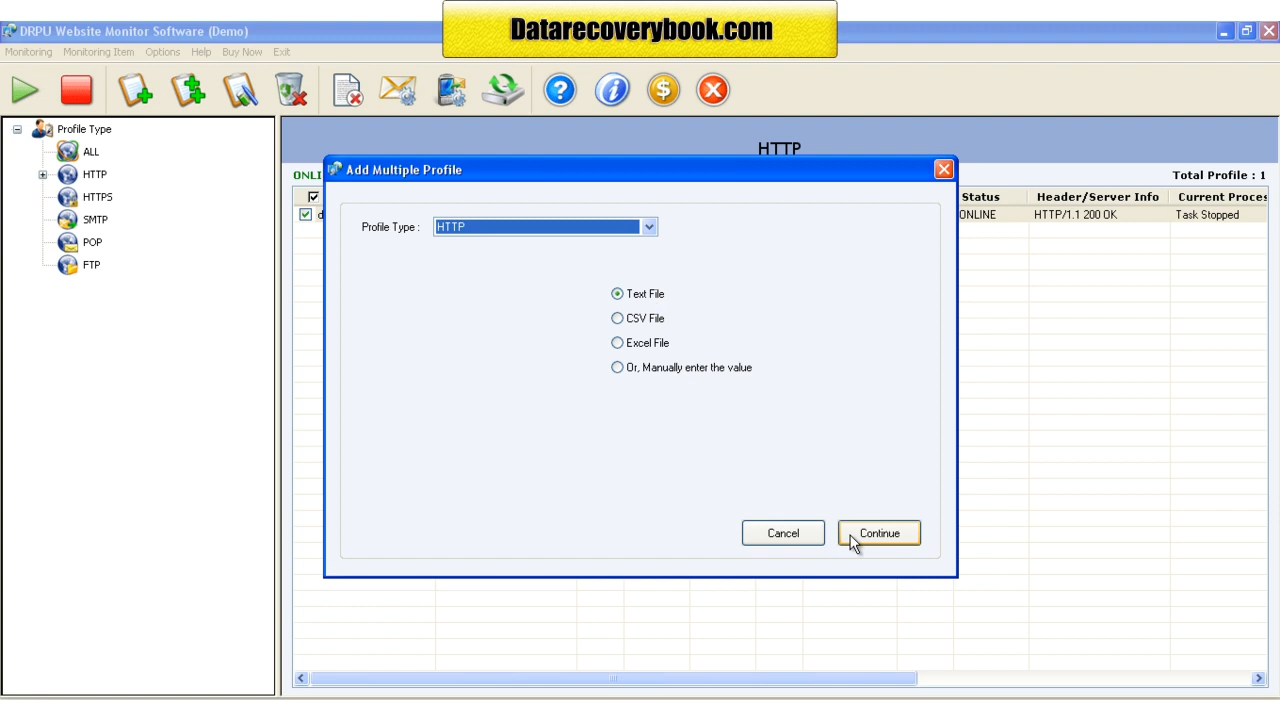 Datarecoverybook.com
DRPU Website Monitor Software (Demo)
Monitoring Monitoring Item Options Help Buy Now Exit
Profile Type
ALL
HTTP
HTTPS
SMTP
POP
FTP
HTTP
ONLI
Total Profile : 1
Status Header/Server Info Current Proces
d ONLINE HTTP/1.1 200 OK Task Stopped
Add Multiple Profile
Profile Type : HTTP
Text File
CSV File
Excel File
Or, Manually enter the value
Cancel Continue